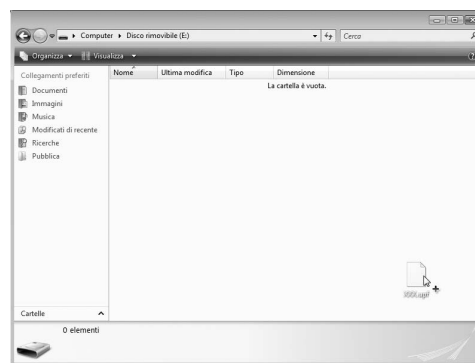 Computer ▸ Disco rimovibile (E:)
Cerca
Organizza
Visualizza
Collegamenti preferiti
Documenti
Immagini
Musica
Modificati di recente
Ricerche
Pubblica
Cartelle
Nome Ultima modifica Tipo Dimensione
La cartella è vuota.
0 elementi